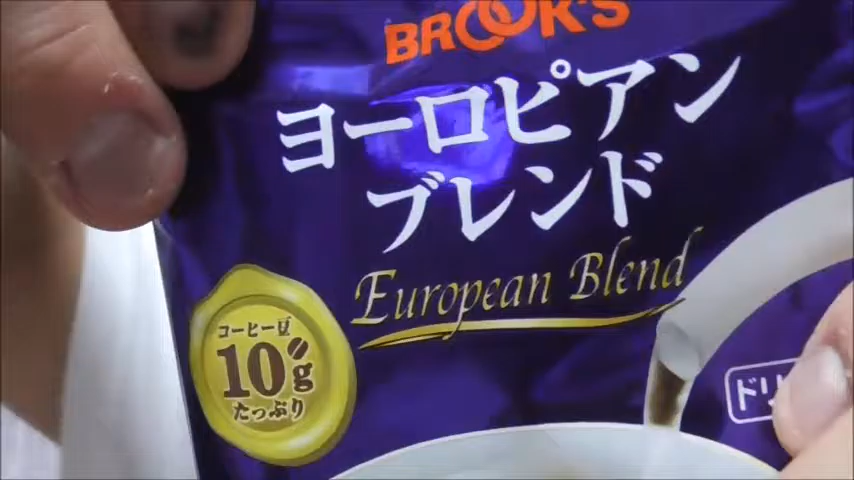 BROOK'S
ヨーロピアン
ブレンド
European Blend
コーヒー豆
10g
たっぷり
ドリ